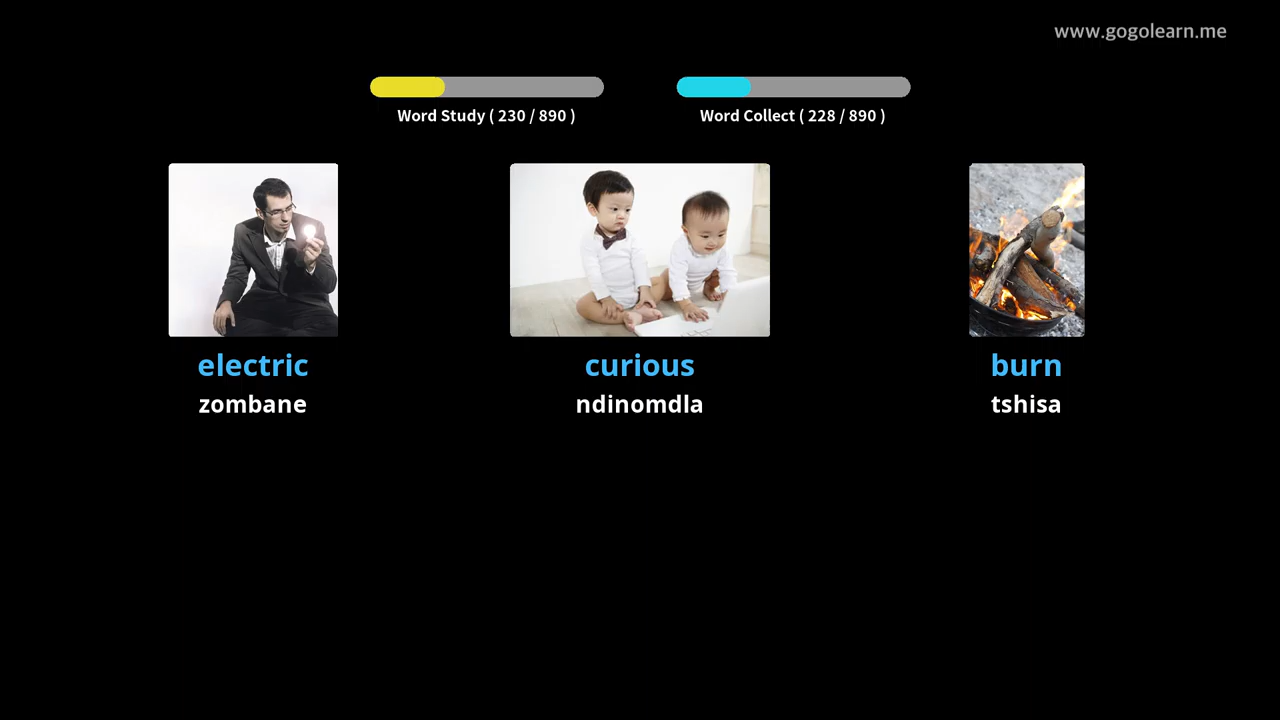 www.gogolearn.me
Word Study ( 230 / 890 )
Word Collect ( 228 / 890 )
electric
zombane
curious
ndinomdla
burn
tshisa